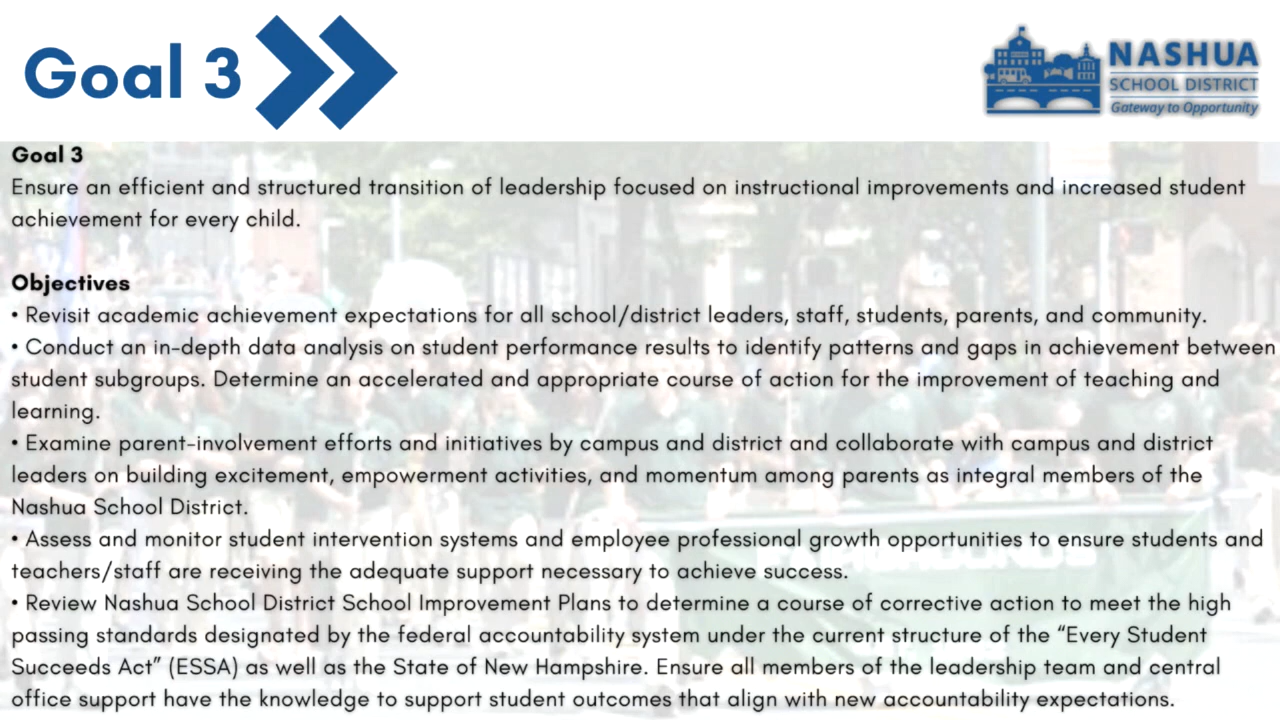 Goal 3
NASHUA
SCHOOL DISTRICT
Gateway to Opportunity
Goal 3
Ensure an efficient and structured transition of leadership focused on instructional improvements and increased student
achievement for every child.
Objectives
• Revisit academic achievement expectations for all school/district leaders, staff, students, parents, and community.
• Conduct an in-depth data analysis on student performance results to identify patterns and gaps in achievement between
student subgroups. Determine an accelerated and appropriate course of action for the improvement of teaching and
learning.
• Examine parent-involvement efforts and initiatives by campus and district and collaborate with campus and district
leaders on building excitement, empowerment activities, and momentum among parents as integral members of the
Nashua School District.
• Assess and monitor student intervention systems and employee professional growth opportunities to ensure students and
teachers/staff are receiving the adequate support necessary to achieve success.
• Review Nashua School District School Improvement Plans to determine a course of corrective action to meet the high
passing standards designated by the federal accountability system under the current structure of the “Every Student
Succeeds Act” (ESSA) as well as the State of New Hampshire. Ensure all members of the leadership team and central
office support have the knowledge to support student outcomes that align with new accountability expectations.